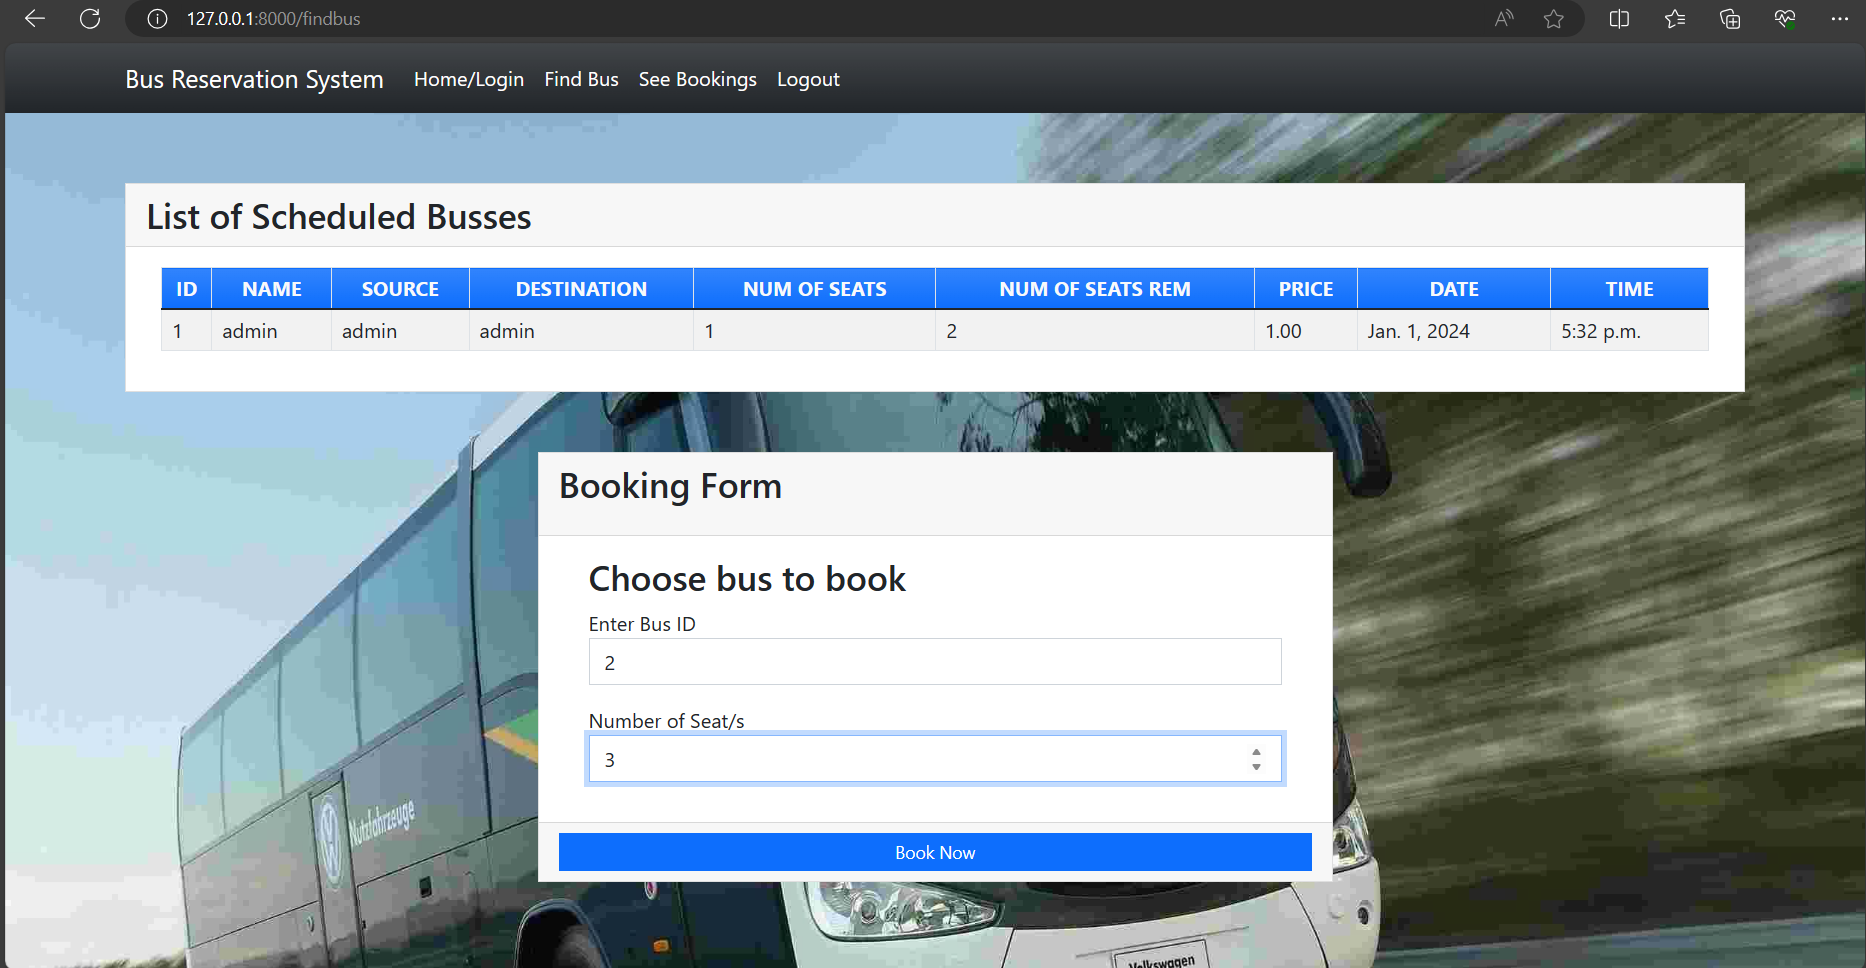 127.0.0.1:8000/findbus
Bus Reservation System Home/Login Find Bus See Bookings Logout
List of Scheduled Busses
ID NAME SOURCE DESTINATION NUM OF SEATS NUM OF SEATS REM PRICE DATE TIME
1 admin admin admin 1 2 1.00 Jan. 1, 2024 5:32 p.m.
Booking Form
Choose bus to book
Enter Bus ID
2
Number of Seat/s
3
Nutzfahrzeuge
Book Now
Volkswagen